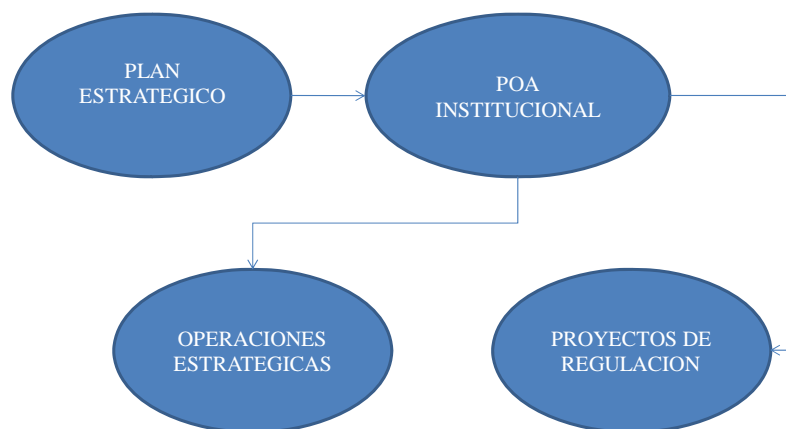 PLAN
ESTRATEGICO
POA
INSTITUCIONAL
OPERACIONES
ESTRATEGICAS
PROYECTOS DE
REGULACION